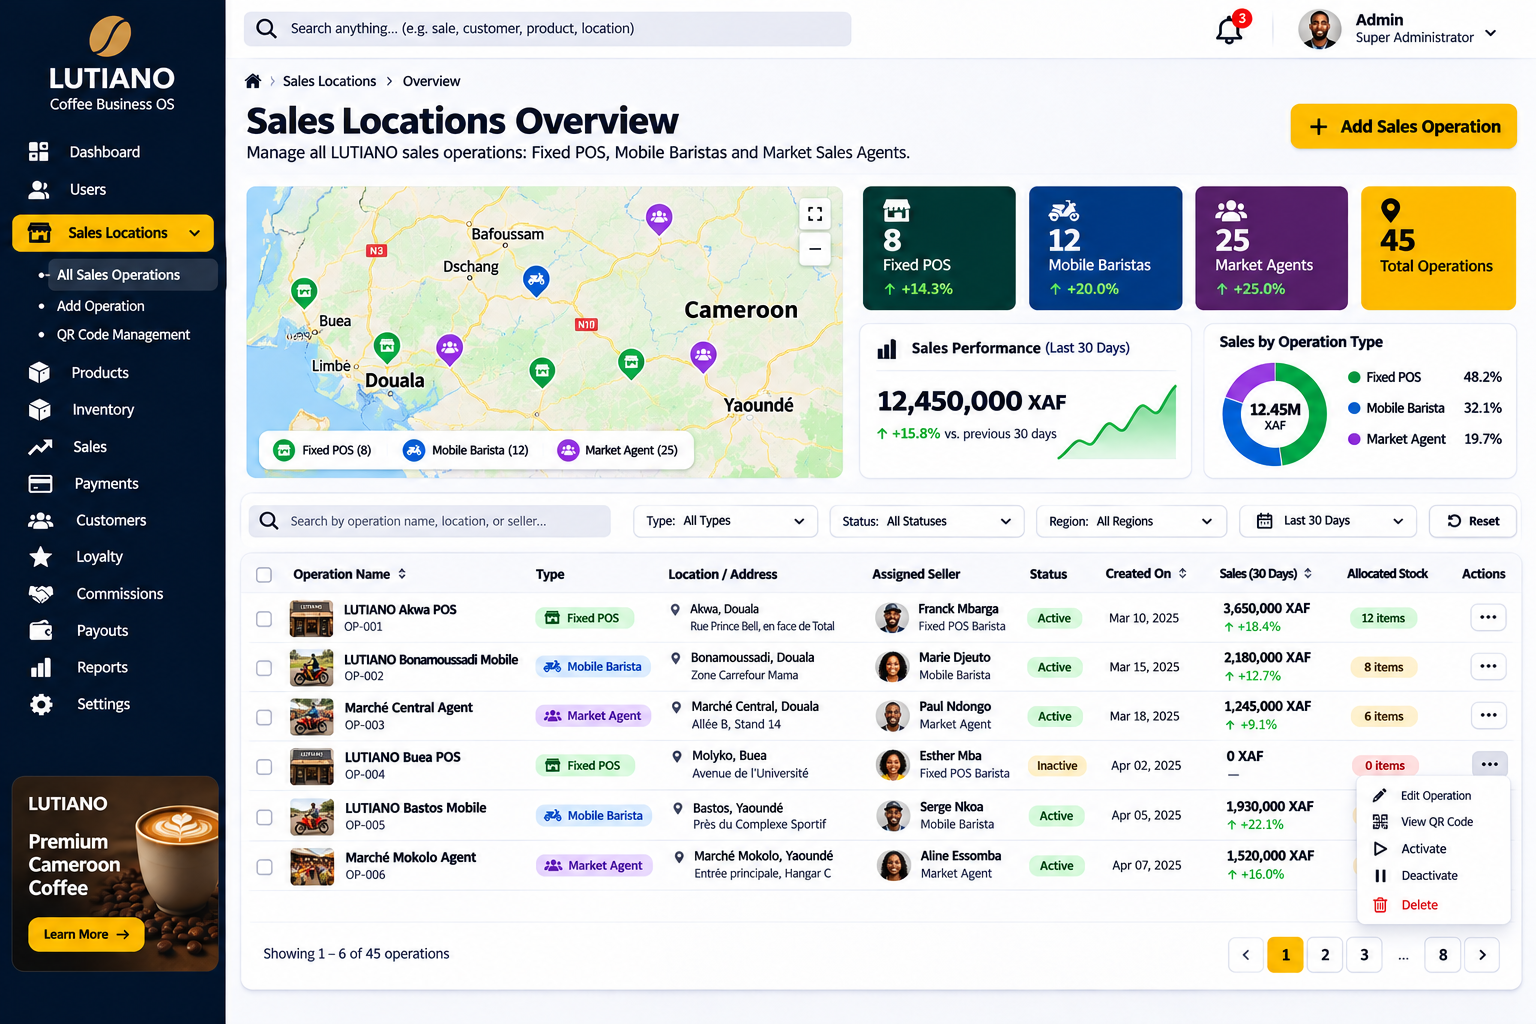 LUTIANO
Coffee Business OS
Dashboard
Users
Sales Locations
All Sales Operations
Add Operation
QR Code Management
Products
Inventory
Sales
Payments
Customers
Loyalty
Commissions
Payouts
Reports
Settings
LUTIANO
Premium
Cameroon
Coffee
Learn More →
Search anything... (e.g. sale, customer, product, location)
3
Admin
Super Administrator
Sales Locations > Overview
Sales Locations Overview
Manage all LUTIANO sales operations: Fixed POS, Mobile Baristas and Market Sales Agents.
+ Add Sales Operation
Bafoussam
N3
Dschang
Cameroon
Buea
N10
Limbé
Douala
Yaoundé
Fixed POS (8)
Mobile Barista (12)
Market Agent (25)
8
Fixed POS
↑ +14.3%
12
Mobile Baristas
↑ +20.0%
25
Market Agents
↑ +25.0%
45
Total Operations
Sales Performance (Last 30 Days)
12,450,000 XAF
↑ +15.8% vs. previous 30 days
Sales by Operation Type
12.45M
XAF
Fixed POS 48.2%
Mobile Barista 32.1%
Market Agent 19.7%
Search by operation name, location, or seller...
Type: All Types
Status: All Statuses
Region: All Regions
Last 30 Days
Reset
Operation Name Type Location / Address Assigned Seller Status Created On Sales (30 Days) Allocated Stock Actions
LUTIANO Akwa POS Fixed POS Akwa, Douala Franck Mbarga Active Mar 10, 2025 3,650,000 XAF 12 items
OP-001 Rue Prince Bell, en face de Total Fixed POS Barista ↑ +18.4%
LUTIANO Bonamoussadi Mobile Mobile Barista Bonamoussadi, Douala Marie Djeuto Active Mar 15, 2025 2,180,000 XAF 8 items
OP-002 Zone Carrefour Mama Mobile Barista ↑ +12.7%
Marché Central Agent Market Agent Marché Central, Douala Paul Ndongo Active Mar 18, 2025 1,245,000 XAF 6 items
OP-003 Allée B, Stand 14 Market Agent ↑ +9.1%
LUTIANO Buea POS Fixed POS Molyko, Buea Esther Mba Inactive Apr 02, 2025 0 XAF 0 items
OP-004 Avenue de l'Université Fixed POS Barista —
LUTIANO Bastos Mobile Mobile Barista Bastos, Yaoundé Serge Nkoa Active Apr 05, 2025 1,930,000 XAF
OP-005 Près du Complexe Sportif Mobile Barista ↑ +22.1%
Marché Mokolo Agent Market Agent Marché Mokolo, Yaoundé Aline Essomba Active Apr 07, 2025 1,520,000 XAF
OP-006 Entrée principale, Hangar C Market Agent ↑ +16.0%
Edit Operation
View QR Code
Activate
Deactivate
Delete
Showing 1 – 6 of 45 operations
< 1 2 3 ... 8 >